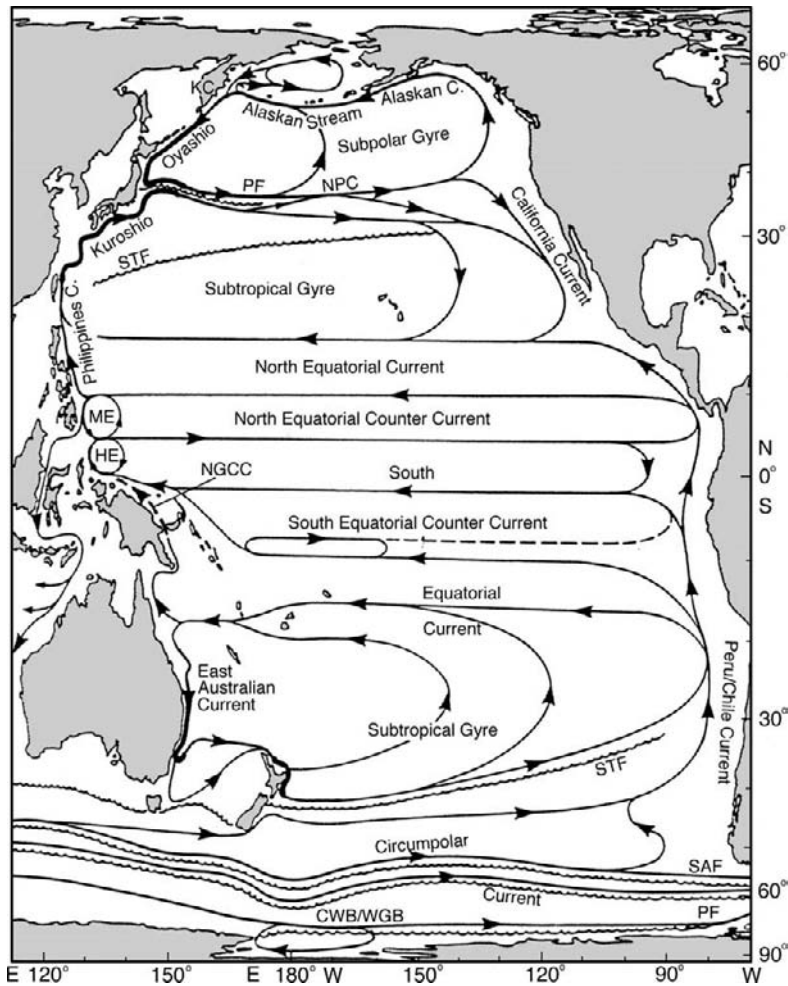 60°
KC
Alaskan C.
Alaskan Stream
Oyashio
Subpolar Gyre
PF
NPC
California Current
Kuroshio
30°
STF
Subtropical Gyre
Philippines C.
North Equatorial Current
ME
North Equatorial Counter Current
HE
N
NGCC
South
0°
S
South Equatorial Counter Current
Equatorial
Current
East
Australian
Current
Peru/Chile Current
30°
Subtropical Gyre
STF
Circumpolar
SAF
Current
60°
CWB/WGB
PF
90°
E 120° 150° E 180° W 150° 120° 90° W